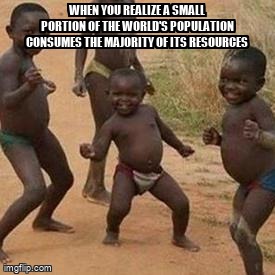 WHEN YOU REALIZE A SMALL
PORTION OF THE WORLD'S POPULATION
CONSUMES THE MAJORITY OF ITS RESOURCES
imgflip.com